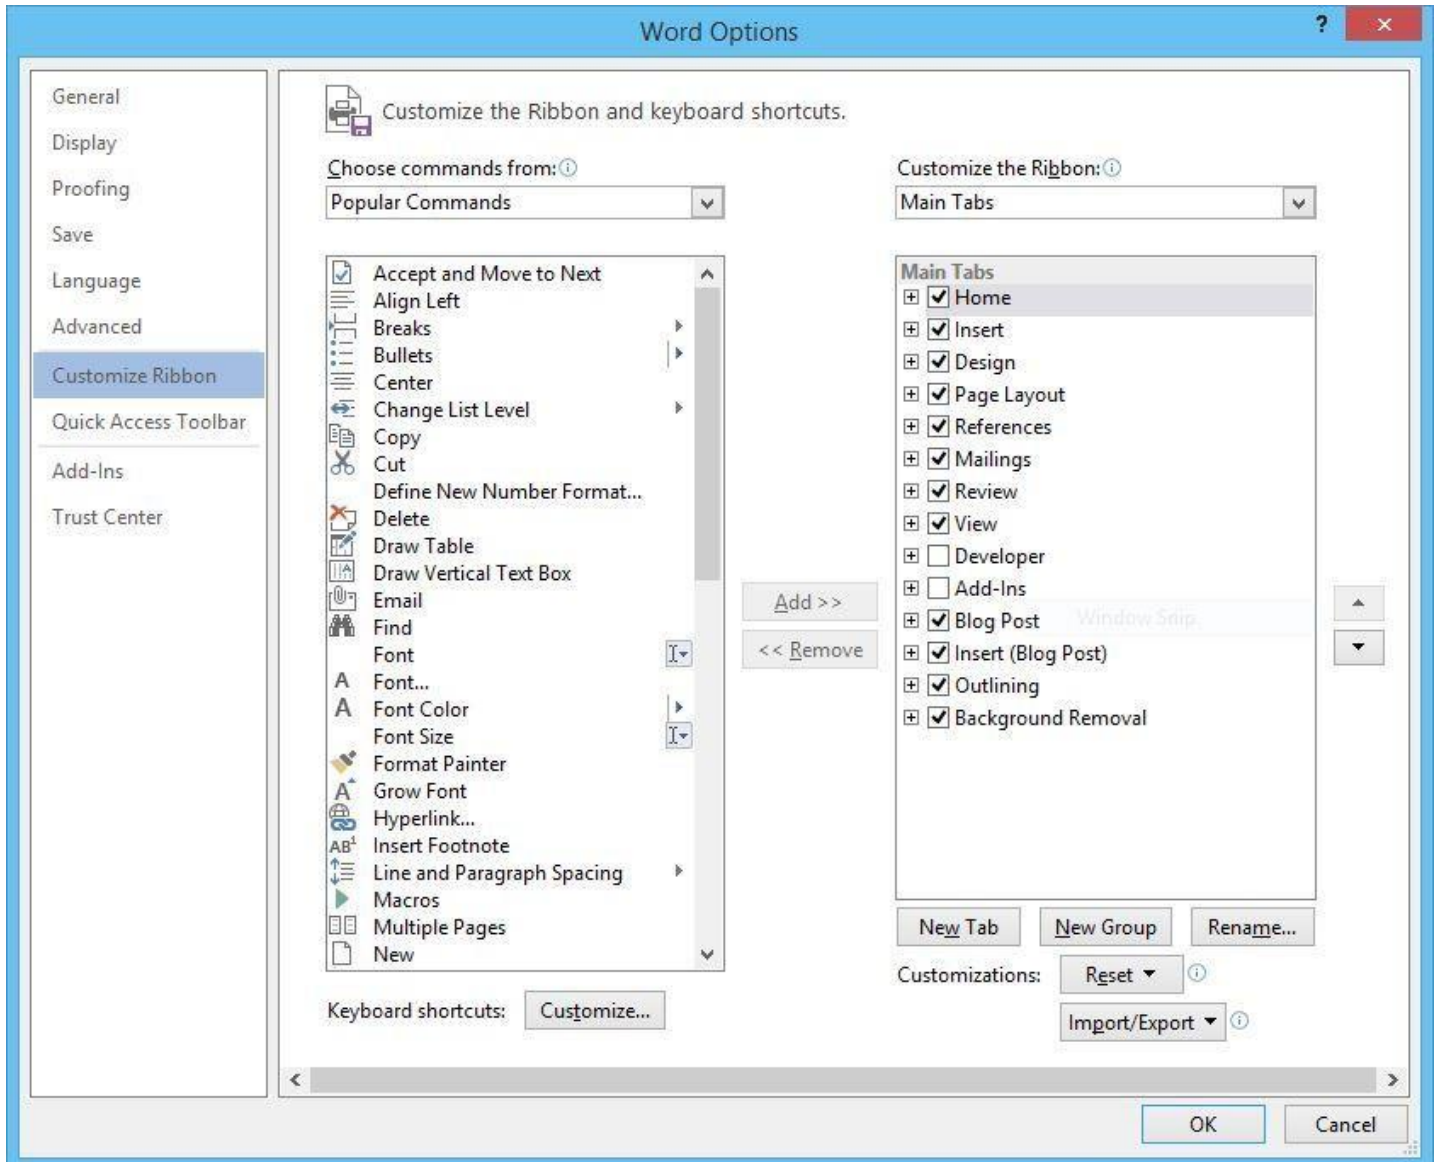 Word Options
?
General
Display
Proofing
Save
Language
Advanced
Customize Ribbon
Quick Access Toolbar
Add-Ins
Trust Center
Customize the Ribbon and keyboard shortcuts.
Choose commands from:
Popular Commands
Accept and Move to Next
Align Left
Breaks
Bullets
Center
Change List Level
Copy
Cut
Define New Number Format...
Delete
Draw Table
Draw Vertical Text Box
Email
Find
Font
Font...
Font Color
Font Size
Format Painter
Grow Font
Hyperlink...
AB¹ Insert Footnote
Line and Paragraph Spacing
Macros
Multiple Pages
New
Keyboard shortcuts: Customize...
Add >>
<< Remove
Customize the Ribbon:
Main Tabs
Main Tabs
Home
Insert
Design
Page Layout
References
Mailings
Review
View
Developer
Add-Ins
Blog Post
Window Snip
Insert (Blog Post)
Outlining
Background Removal
New Tab New Group Rename...
Customizations: Reset
Import/Export
OK Cancel